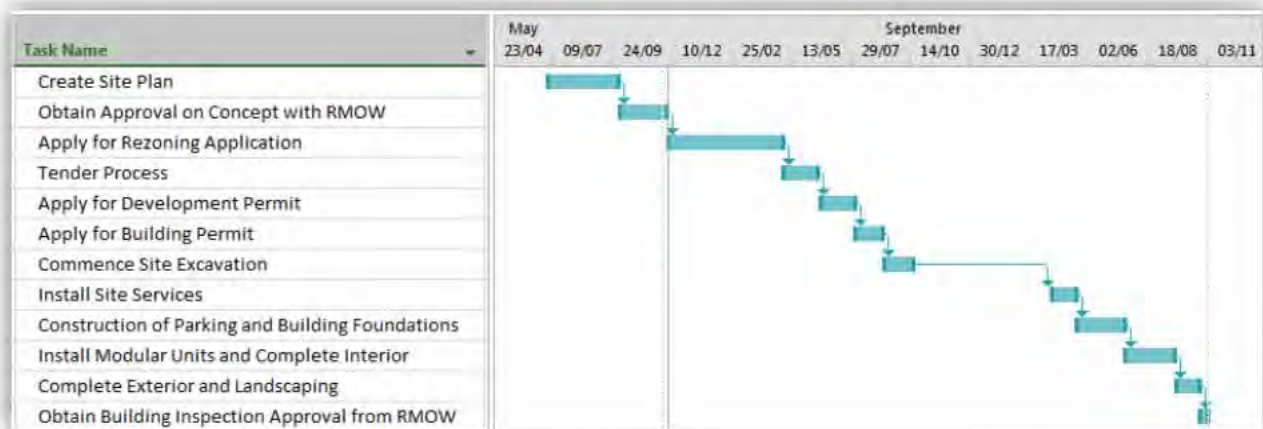 May September
Task Name 23/04 09/07 24/09 10/12 25/02 13/05 29/07 14/10 30/12 17/03 02/06 18/08 03/11
Create Site Plan
Obtain Approval on Concept with RMOW
Apply for Rezoning Application
Tender Process
Apply for Development Permit
Apply for Building Permit
Commence Site Excavation
Install Site Services
Construction of Parking and Building Foundations
Install Modular Units and Complete Interior
Complete Exterior and Landscaping
Obtain Building Inspection Approval from RMOW